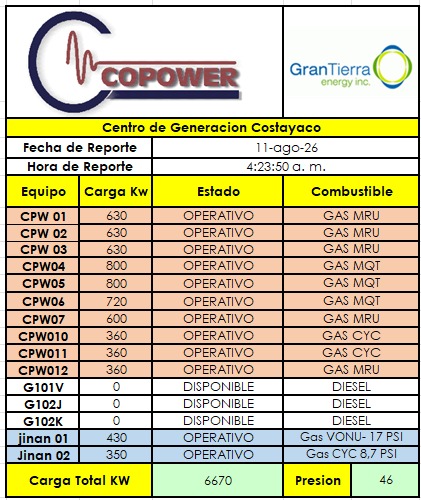 COPOWER
GranTierra
energy inc.
Centro de Generacion Costayaco
Fecha de Reporte 11-ago-26
Hora de Reporte 4:23:50 a. m.
Equipo Carga Kw Estado Combustible
CPW 01 630 OPERATIVO GAS MRU
CPW 02 630 OPERATIVO GAS MRU
CPW 03 630 OPERATIVO GAS MRU
CPW04 800 OPERATIVO GAS MQT
CPW05 800 OPERATIVO GAS MQT
CPW06 720 OPERATIVO GAS MQT
CPW07 600 OPERATIVO GAS MRU
CPW010 360 OPERATIVO GAS CYC
CPW011 360 OPERATIVO GAS CYC
CPW012 360 OPERATIVO GAS MRU
G101V 0 DISPONIBLE DIESEL
G102J 0 DISPONIBLE DIESEL
G102K 0 DISPONIBLE DIESEL
jinan 01 430 OPERATIVO Gas VONU- 17 PSI
Jinan 02 350 OPERATIVO Gas CYC 8,7 PSI
Carga Total KW 6670 Presion 46